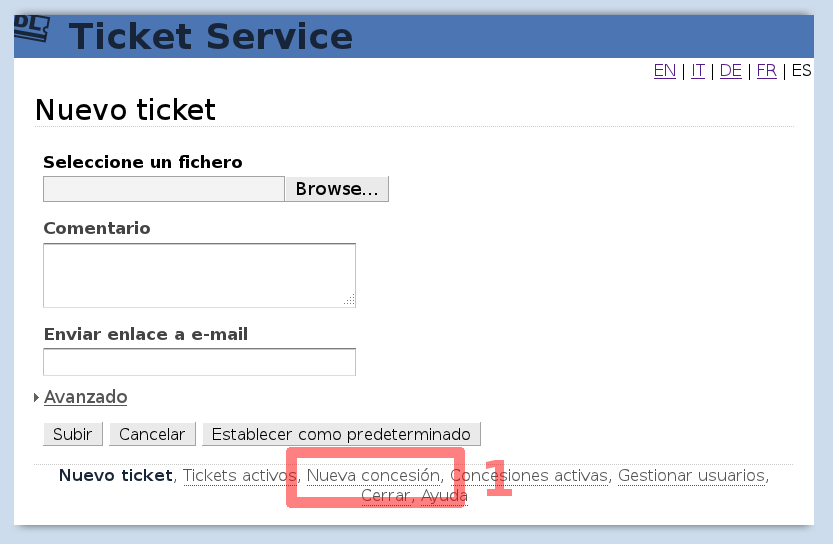 DL
Ticket Service
EN | IT | DE | FR | ES
Nuevo ticket
Seleccione un fichero
Browse...
Comentario
Enviar enlace a e-mail
Avanzado
Subir Cancelar Establecer como predeterminado
Nuevo ticket, Tickets activos, Nueva concesión, Concesiones activas, Gestionar usuarios,
Cerrar, Ayuda
1